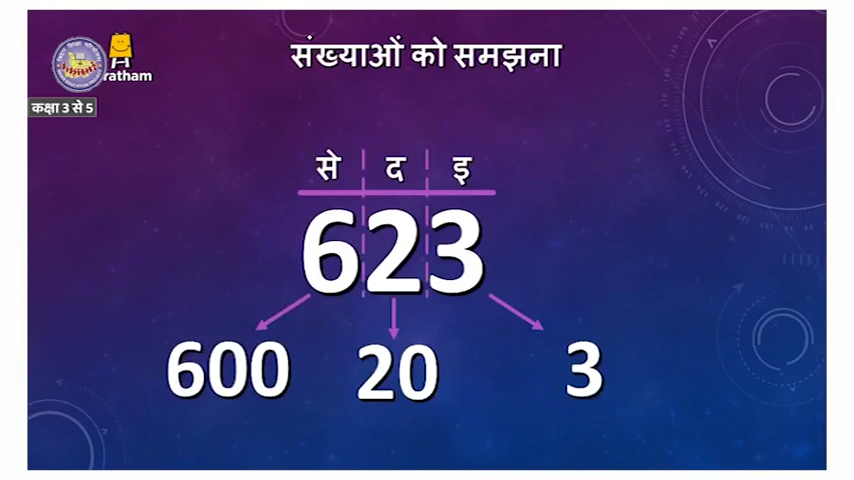 संख्याओं को समझना
ratham
कक्षा 3 से 5
से द इ
623
600 20 3